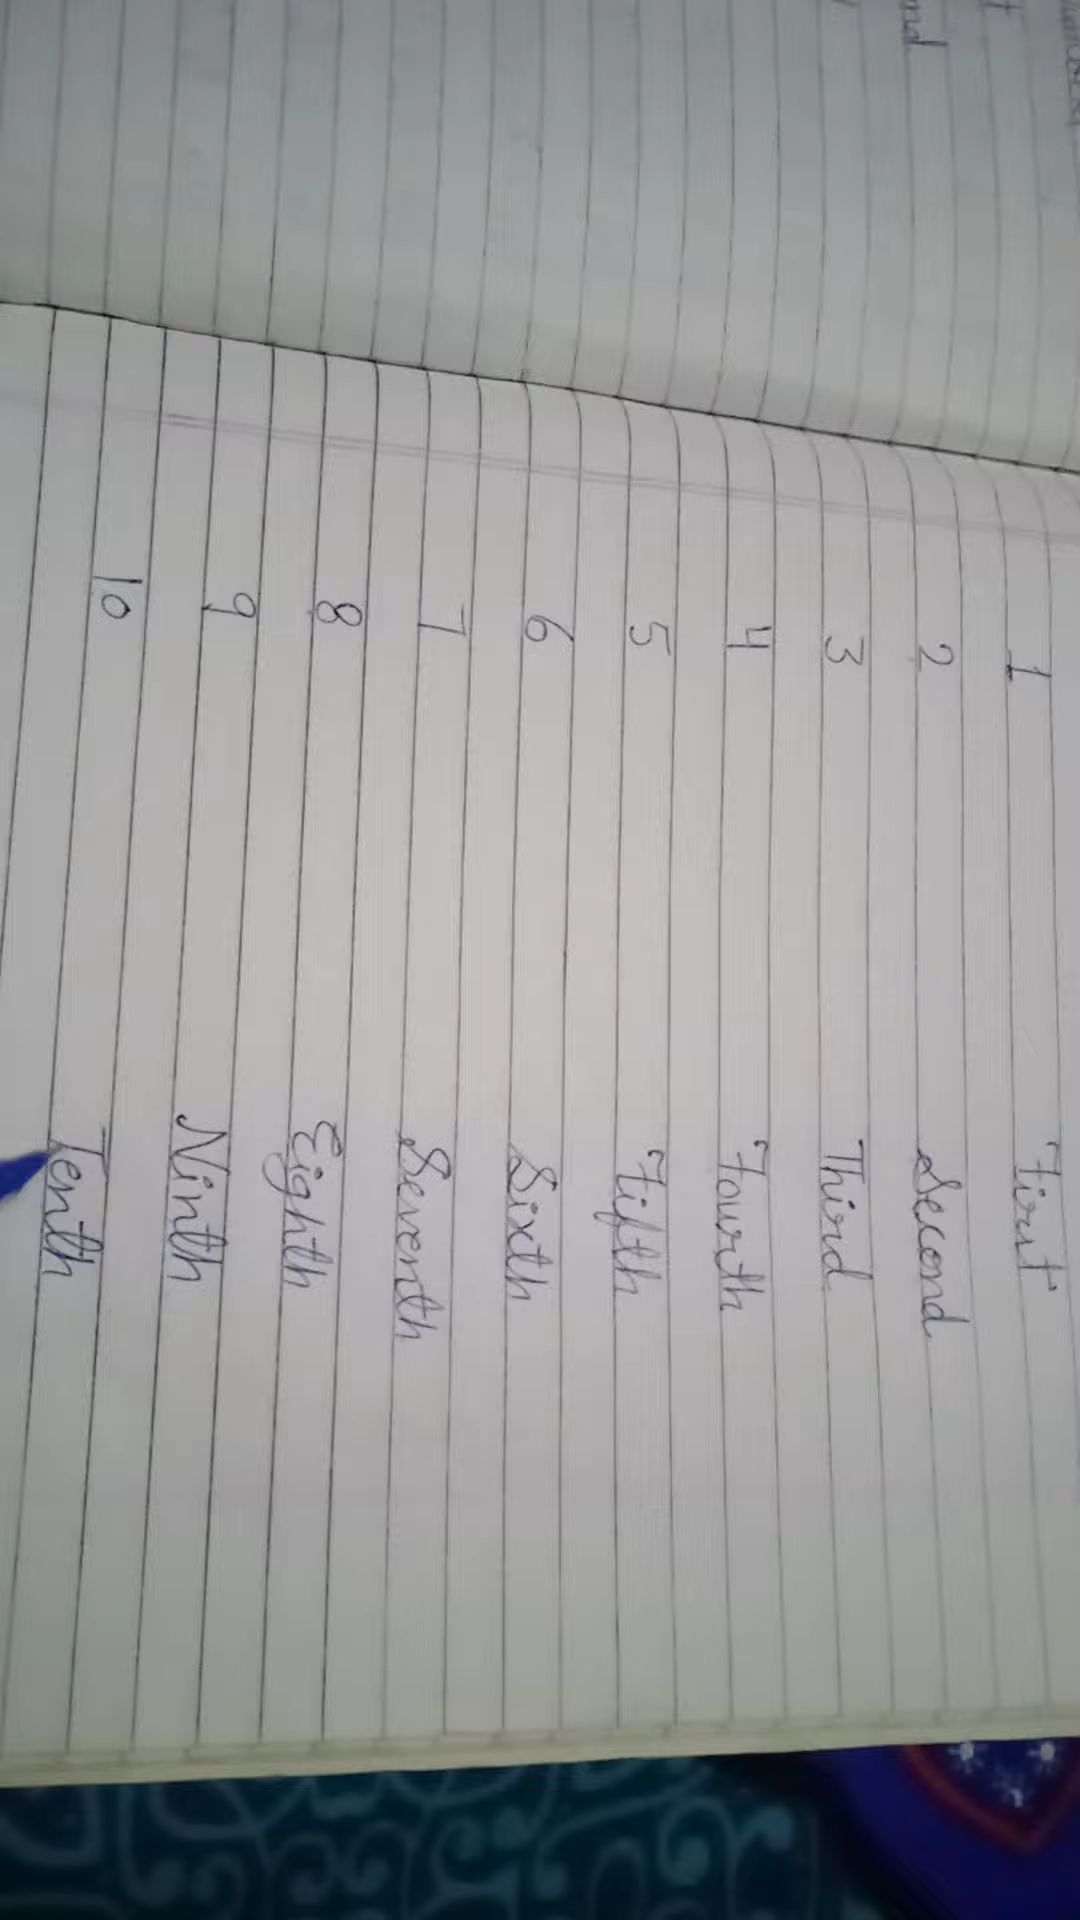 1 First
2 Second
3 Third
4 Fourth
5 Fifth
6 Sixth
7 Seventh
8 Eighth
9 Ninth
10 Tenth